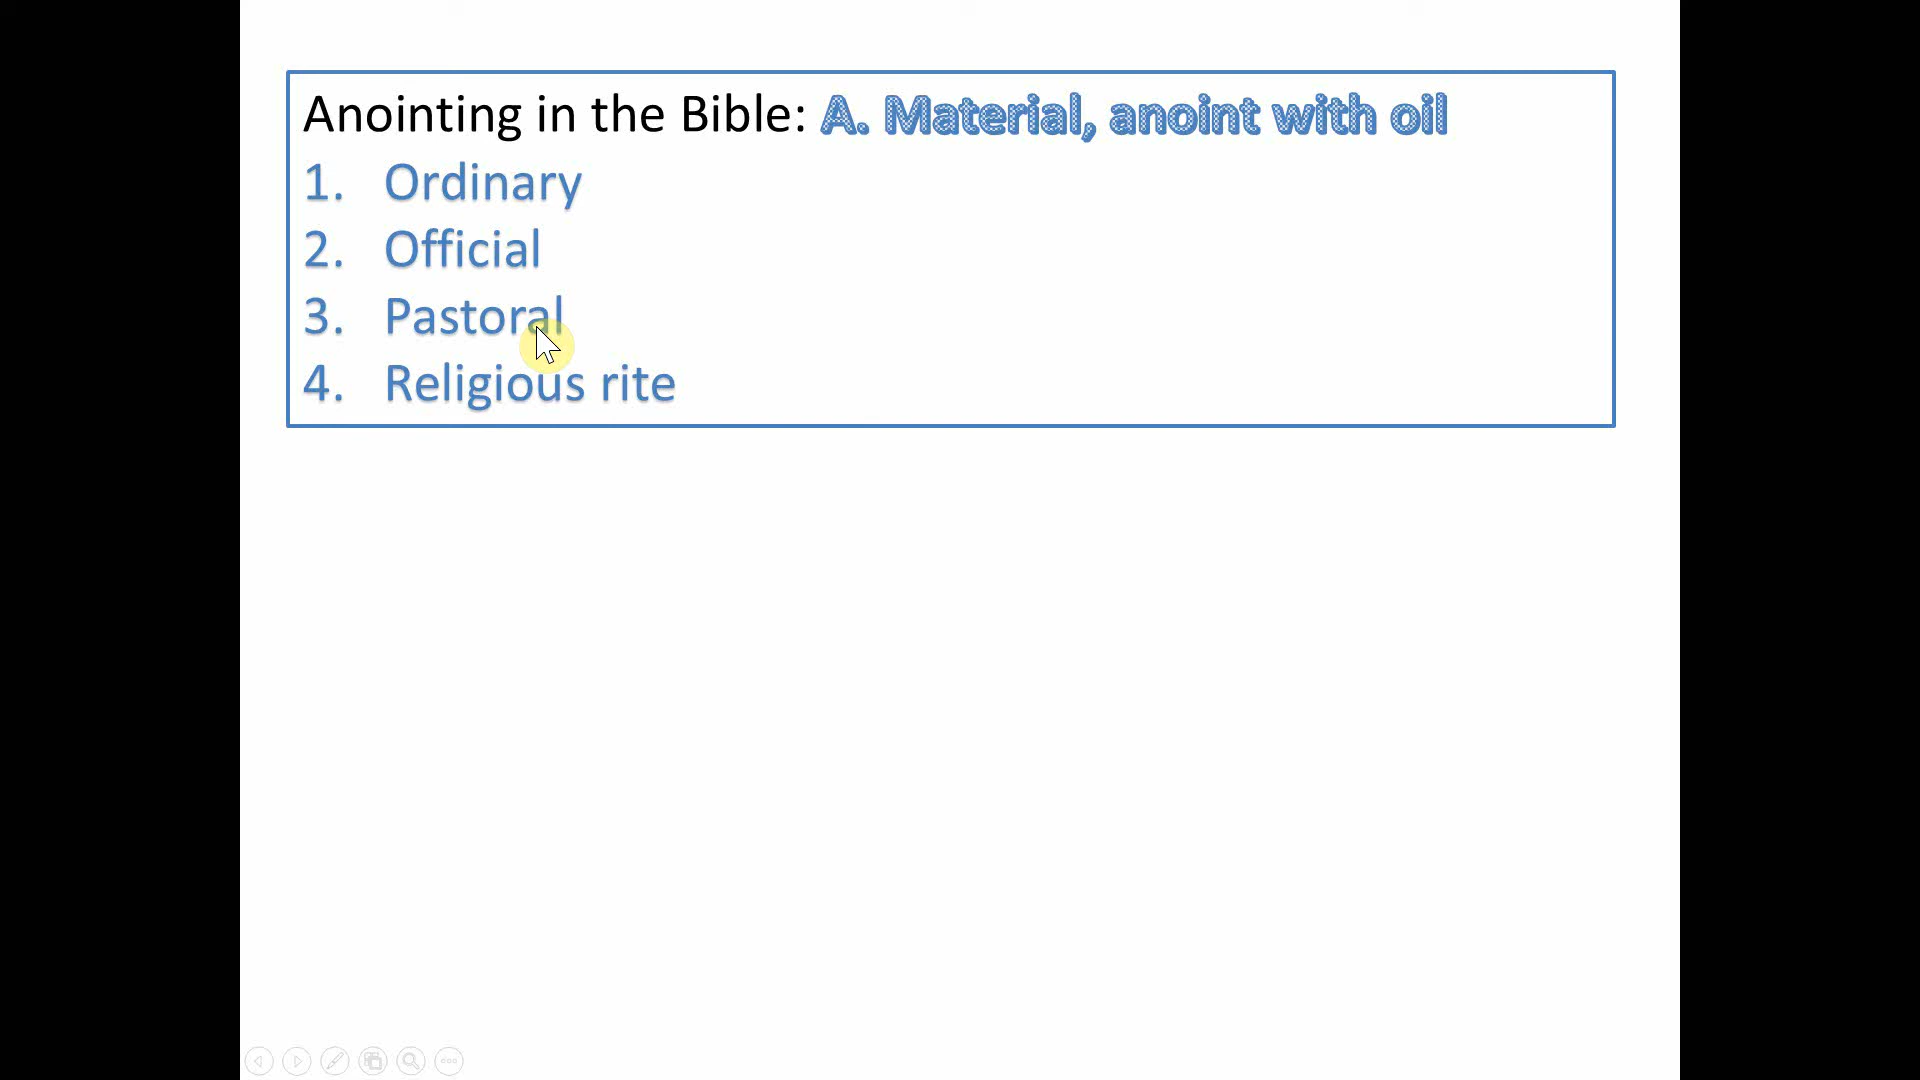 Anointing in the Bible: A. Material, anoint with oil
1. Ordinary
2. Official
3. Pastoral
4. Religious rite